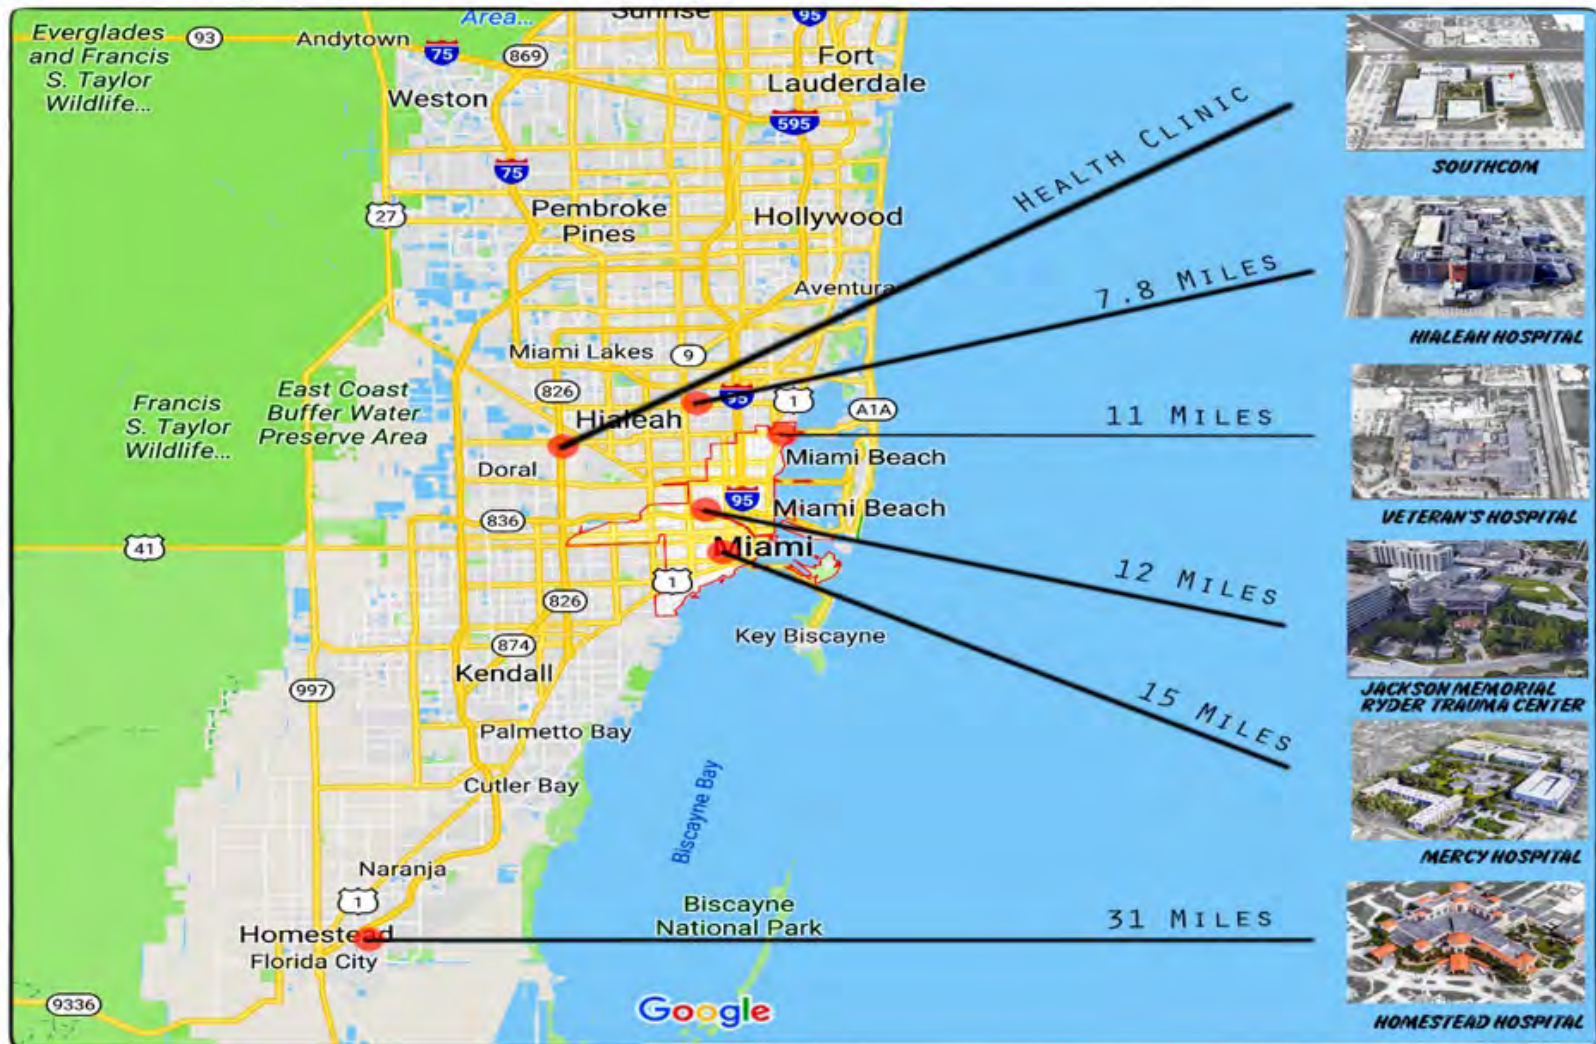 Area...
Sunrise
95
Everglades
and Francis
S. Taylor
Wildlife...
93
Andytown
75
869
Fort
Lauderdale
Weston
595
75
HEALTH CLINIC
SOUTHCOM
27
Pembroke
Pines
Hollywood
7.8 MILES
Aventura
HIALEAH HOSPITAL
Miami Lakes
9
826
95
1
A1A
East Coast
Buffer Water
Preserve Area
Francis
S. Taylor
Wildlife...
Hialeah
11 MILES
Doral
Miami Beach
95
Miami Beach
VETERAN'S HOSPITAL
836
41
Miami
12 MILES
1
826
Key Biscayne
874
Kendall
997
15 MILES
JACKSON MEMORIAL
RYDER TRAUMA CENTER
Palmetto Bay
Cutler Bay
Biscayne Bay
MERCY HOSPITAL
Naranja
1
Biscayne
National Park
31 MILES
Homestead
Florida City
9336
Google
HOMESTEAD HOSPITAL